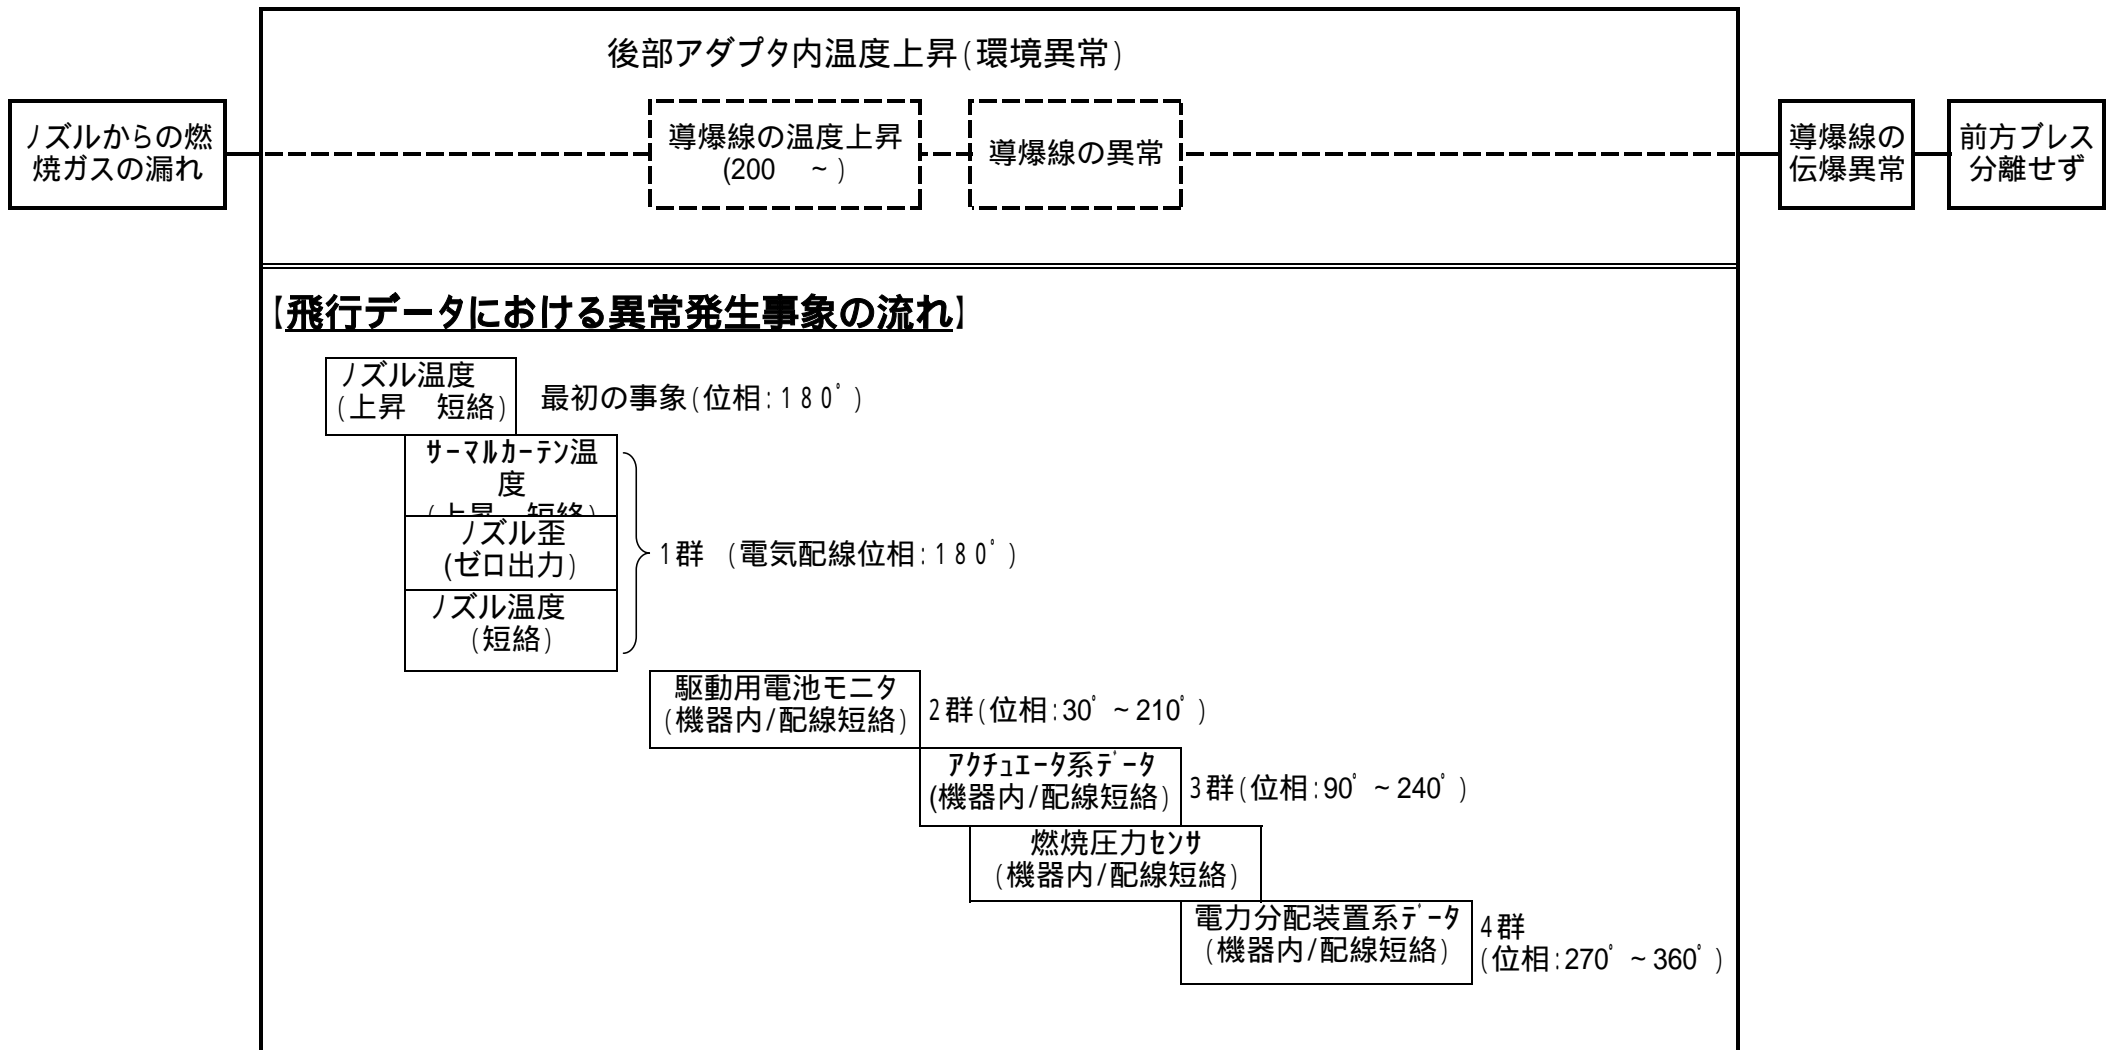 後部アダプタ内温度上昇(環境異常)
ノズルからの燃
焼ガスの漏れ
導爆線の温度上昇
(200　~)
導爆線の異常
導爆線の
伝爆異常
前方ブレス
分離せず
【飛行データにおける異常発生事象の流れ】
ノズル温度
(上昇　短絡)
最初の事象(位相:180ﾟ)
ｻｰﾏﾙｶｰﾃﾝ温
度
(上昇　短絡)
ノズル歪
(ゼロ出力)
ノズル温度
(短絡)
1群　(電気配線位相:180ﾟ)
駆動用電池モニタ
(機器内/配線短絡)
2群(位相:30ﾟ ~210ﾟ)
ｱｸﾁｭｴｰﾀ系ﾃﾞｰﾀ
(機器内/配線短絡)
3群(位相:90ﾟ ~240ﾟ)
燃焼圧力ｾﾝｻ
(機器内/配線短絡)
電力分配装置系ﾃﾞｰﾀ
(機器内/配線短絡)
4群
(位相:270ﾟ ~360ﾟ)